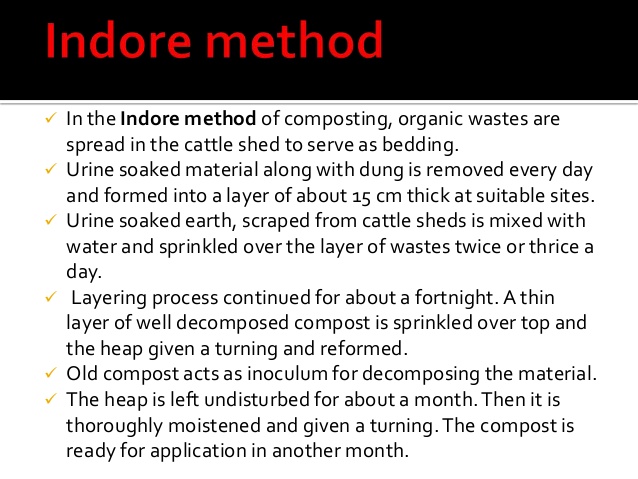 Indore method
✓ In the Indore method of composting, organic wastes are
spread in the cattle shed to serve as bedding.
✓ Urine soaked material along with dung is removed every day
and formed into a layer of about 15 cm thick at suitable sites.
✓ Urine soaked earth, scraped from cattle sheds is mixed with
water and sprinkled over the layer of wastes twice or thrice a
day.
✓ Layering process continued for about a fortnight. A thin
layer of well decomposed compost is sprinkled over top and
the heap given a turning and reformed.
✓ Old compost acts as inoculum for decomposing the material.
✓ The heap is left undisturbed for about a month. Then it is
thoroughly moistened and given a turning. The compost is
ready for application in another month.